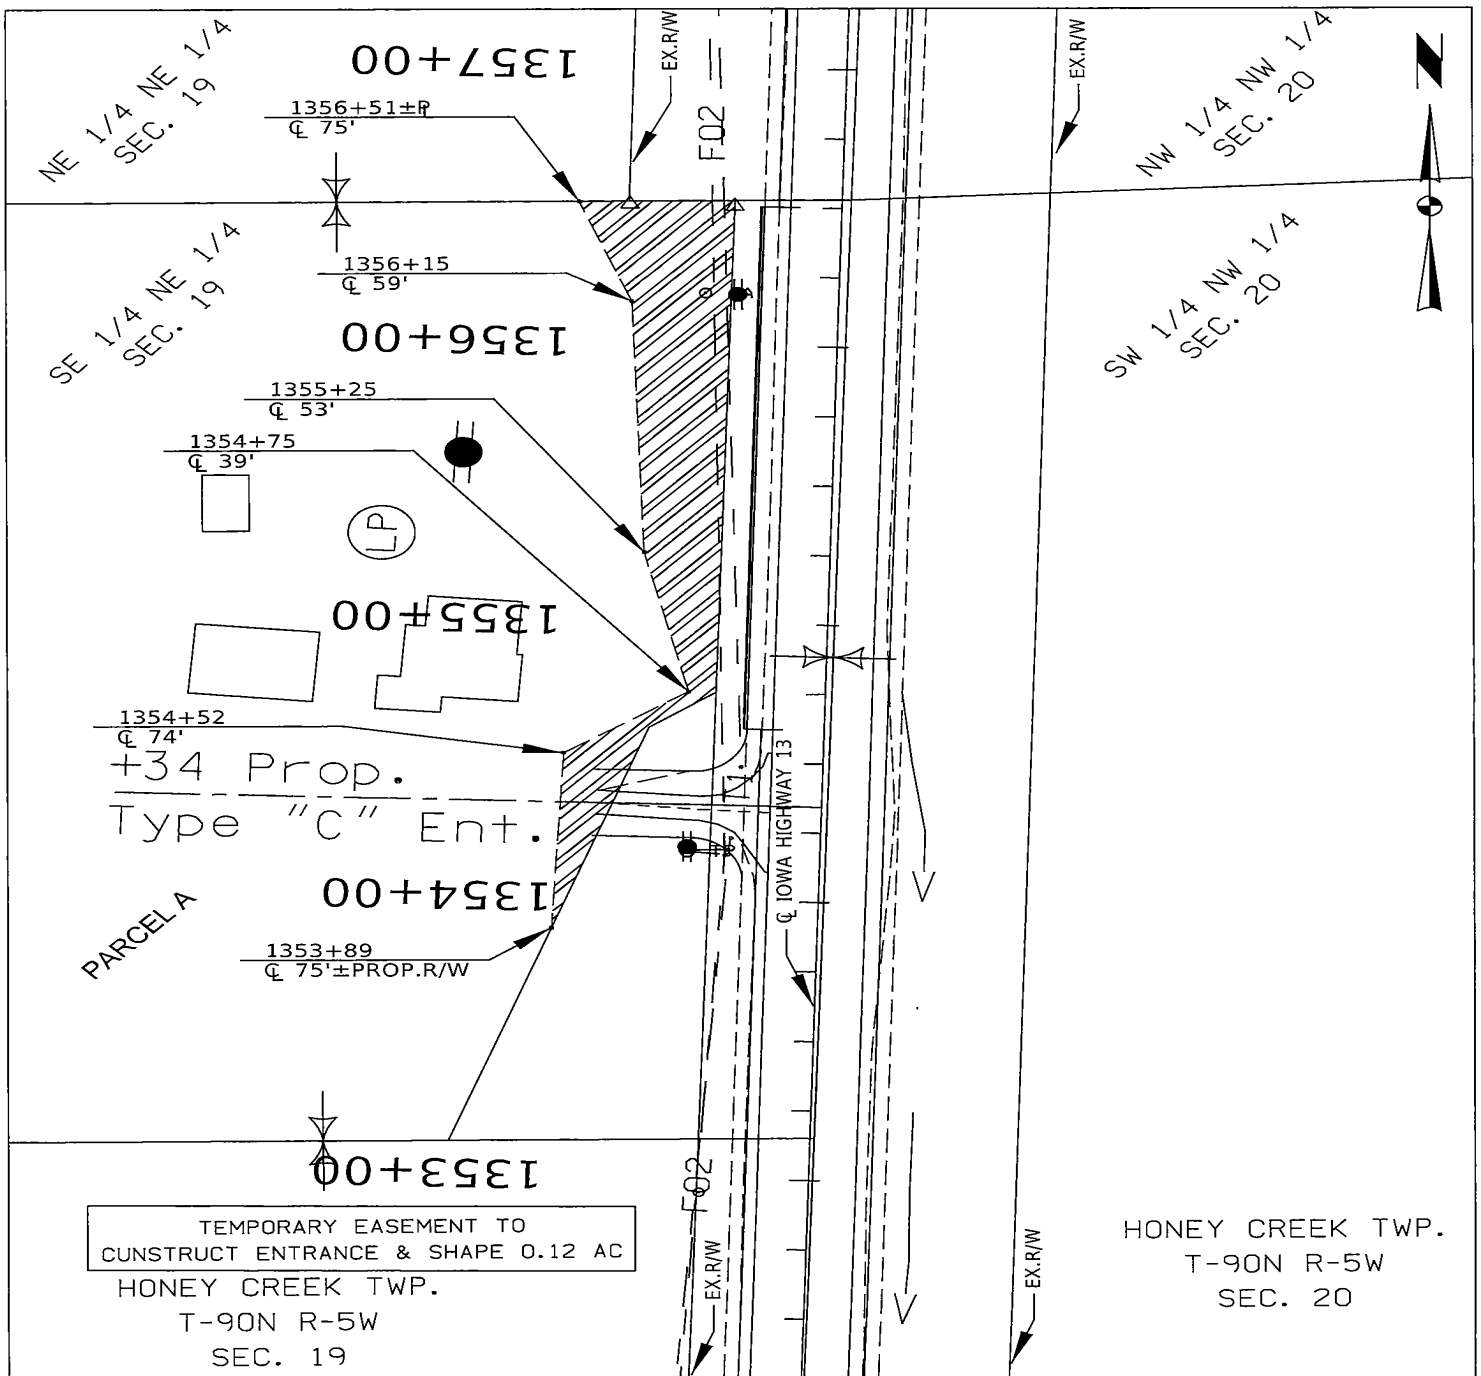 NE 1/4 NE 1/4
SEC. 19
1357+00
EX.R/W
F02
EX.R/W
NW 1/4 NW 1/4
SEC. 20
N
1356+51±P
℄ 75'
SE 1/4 NE 1/4
SEC. 19
1356+15
℄ 59'
1356+00
SW 1/4 NW 1/4
SEC. 20
1355+25
℄ 53'
1354+75
℄ 39'
LP
1355+00
1354+52
℄ 74'
+34 Prop.
Type "C" Ent.
℄ IOWA HIGHWAY 13
1354+00
PARCEL A
1353+89
℄ 75'±PROP.R/W
1353+00
F02
TEMPORARY EASEMENT TO
CUNSTRUCT ENTRANCE & SHAPE 0.12 AC
HONEY CREEK TWP.
T-90N R-5W
SEC. 19
EX.R/W
EX.R/W
HONEY CREEK TWP.
T-90N R-5W
SEC. 20